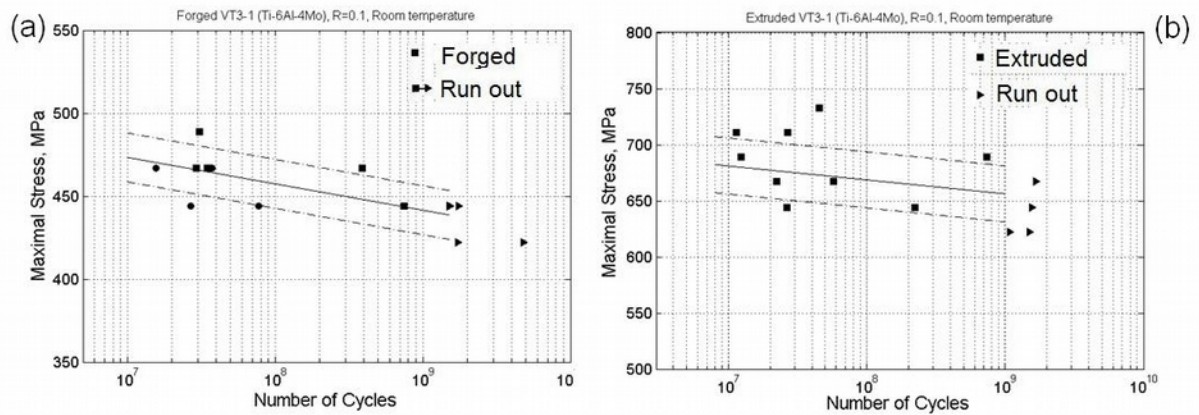 (a)
Forged VT3-1 (Ti-6Al-4Mo), R=0.1, Room temperature
Maximal Stress, MPa
550
500
450
400
350
Forged
Run out
10^7
10^8
10^9
10
Number of Cycles
(b)
Extruded VT3-1 (Ti-6Al-4Mo), R=0.1, Room temperature
Maximal Stress, MPa
800
750
700
650
600
550
500
Extruded
Run out
10^7
10^8
10^9
10^10
Number of Cycles